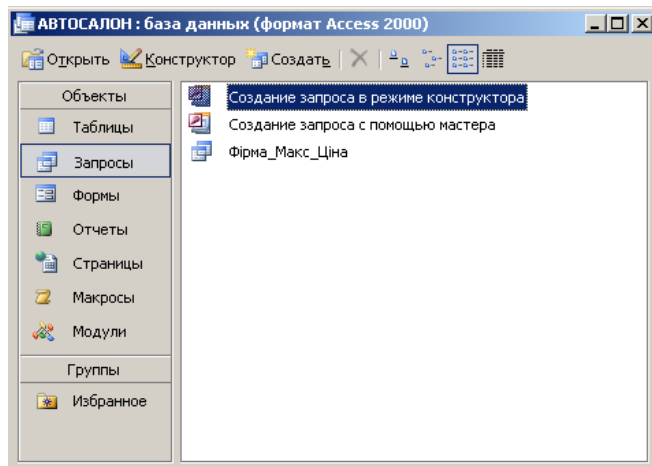 АВТОСАЛОН : база данных (формат Access 2000)
Открыть Конструктор Создать
Объекты
Таблицы
Запросы
Формы
Отчеты
Страницы
Макросы
Модули
Группы
Избранное
Создание запроса в режиме конструктора
Создание запроса с помощью мастера
Фірма_Макс_Ціна